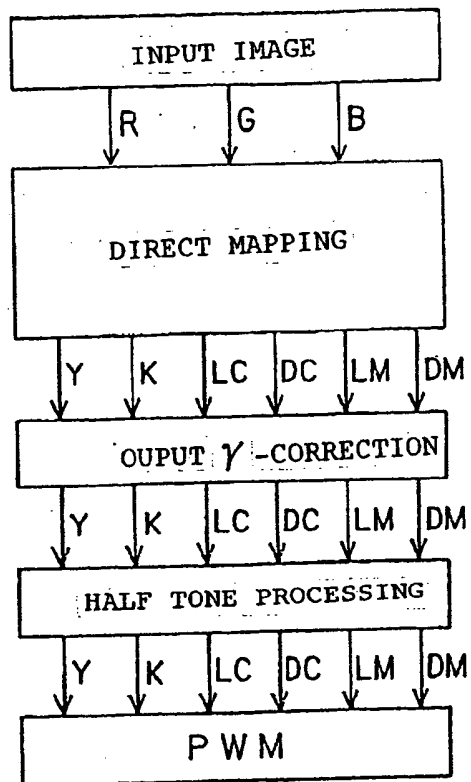 INPUT IMAGE
R G B
DIRECT MAPPING
Y K LC DC LM DM
OUPUT γ-CORRECTION
Y K LC DC LM DM
HALF TONE PROCESSING
Y K LC DC LM DM
PWM